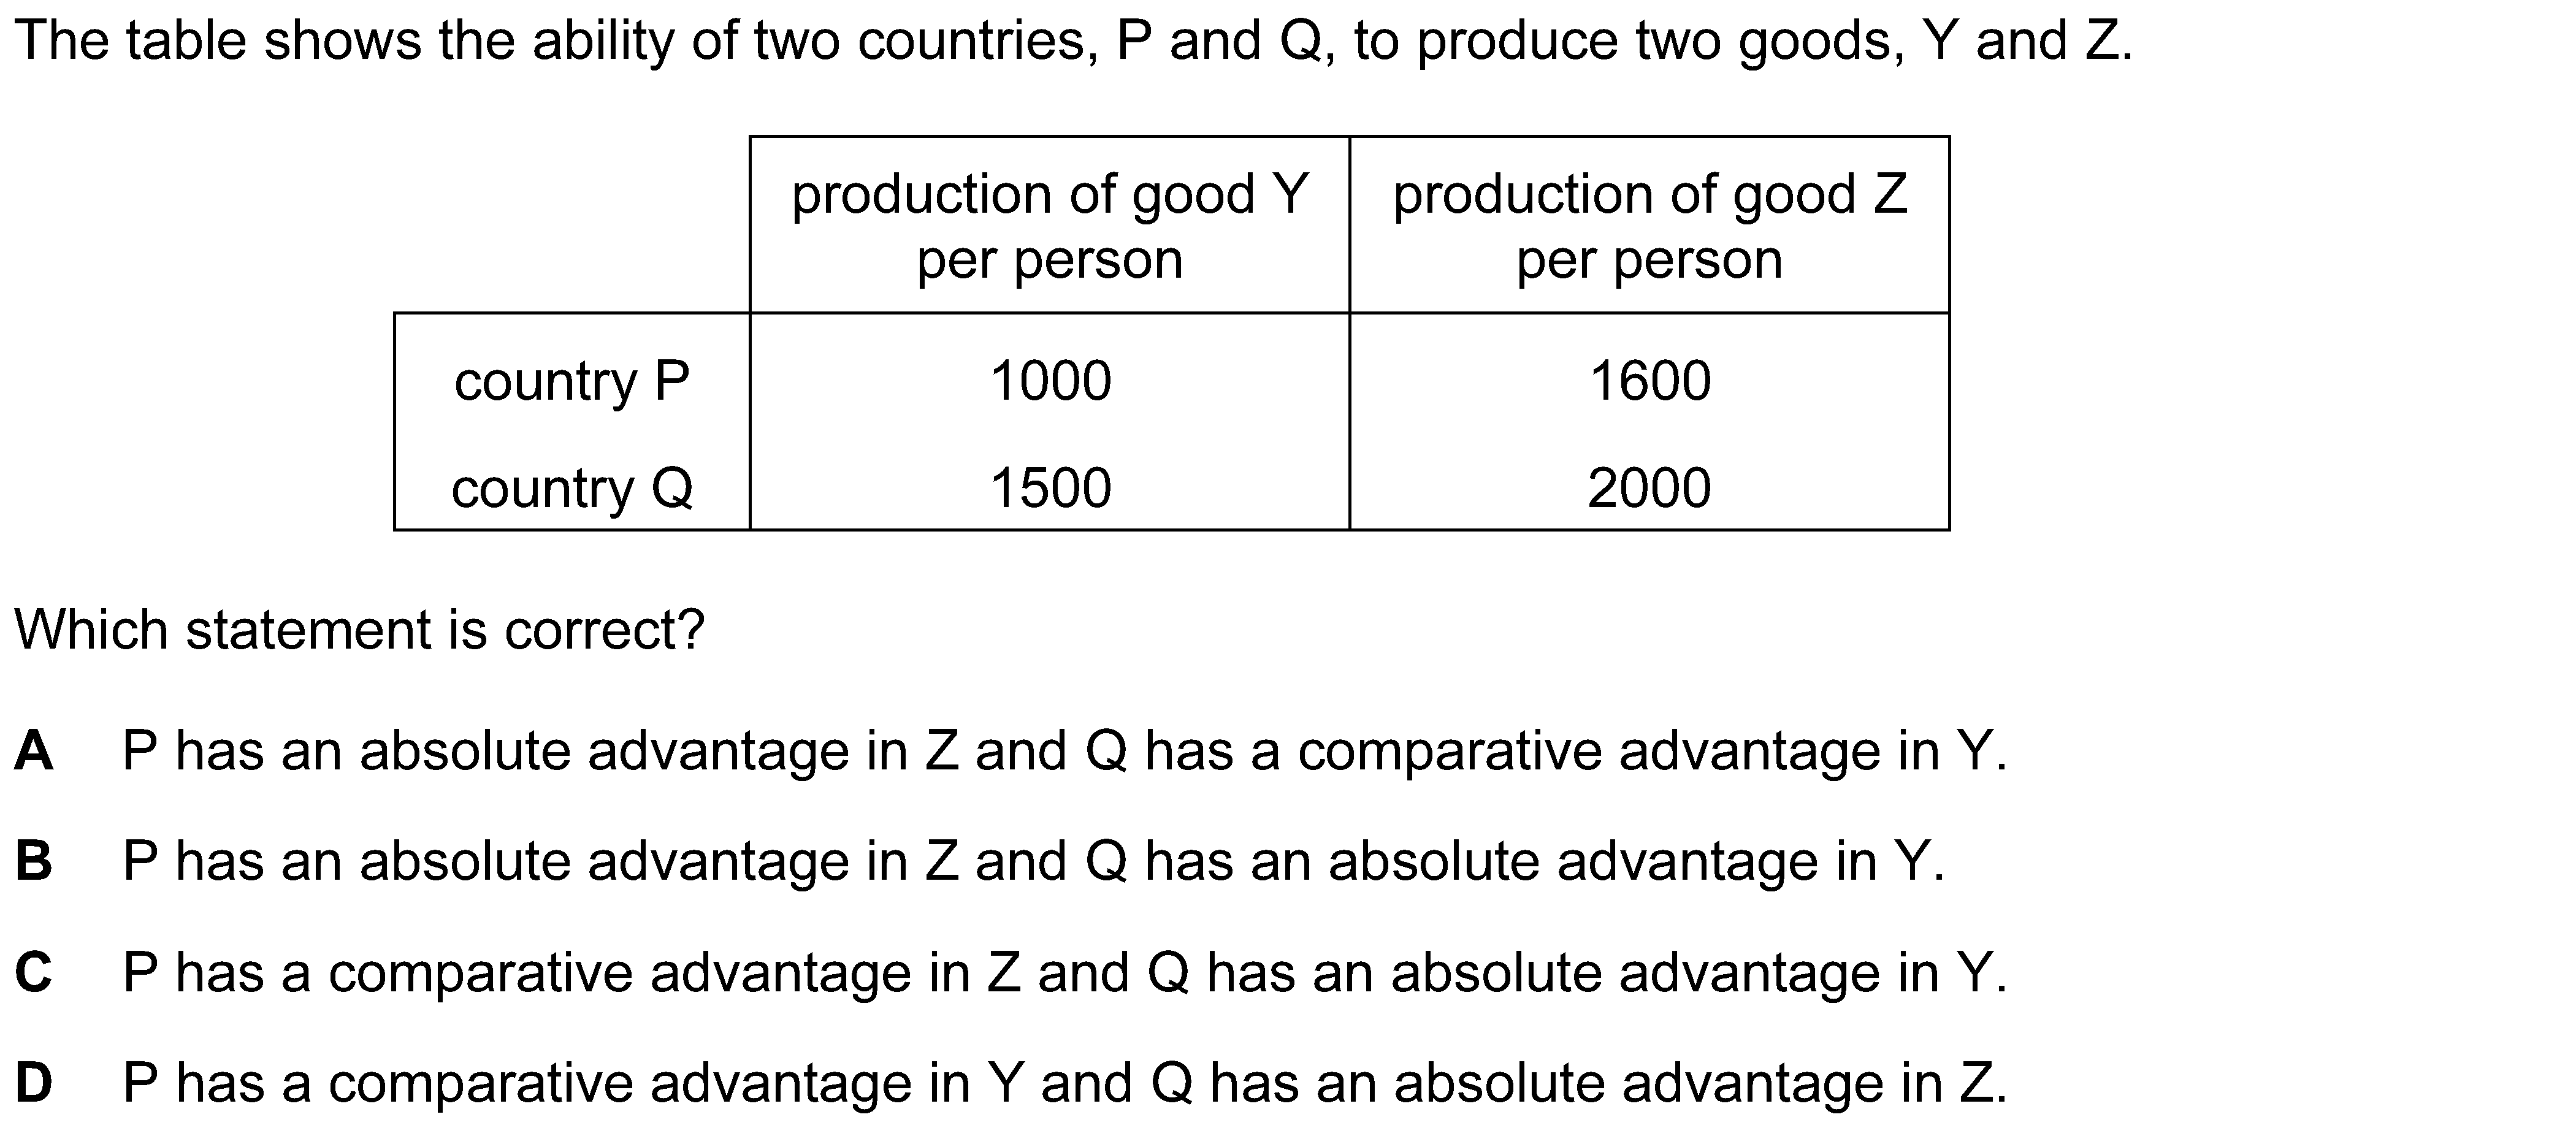 The table shows the ability of two countries, P and Q, to produce two goods, Y and Z.
production of good Y per person
production of good Z per person
country P 1000 1600
country Q 1500 2000
Which statement is correct?
A P has an absolute advantage in Z and Q has a comparative advantage in Y.
B P has an absolute advantage in Z and Q has an absolute advantage in Y.
C P has a comparative advantage in Z and Q has an absolute advantage in Y.
D P has a comparative advantage in Y and Q has an absolute advantage in Z.